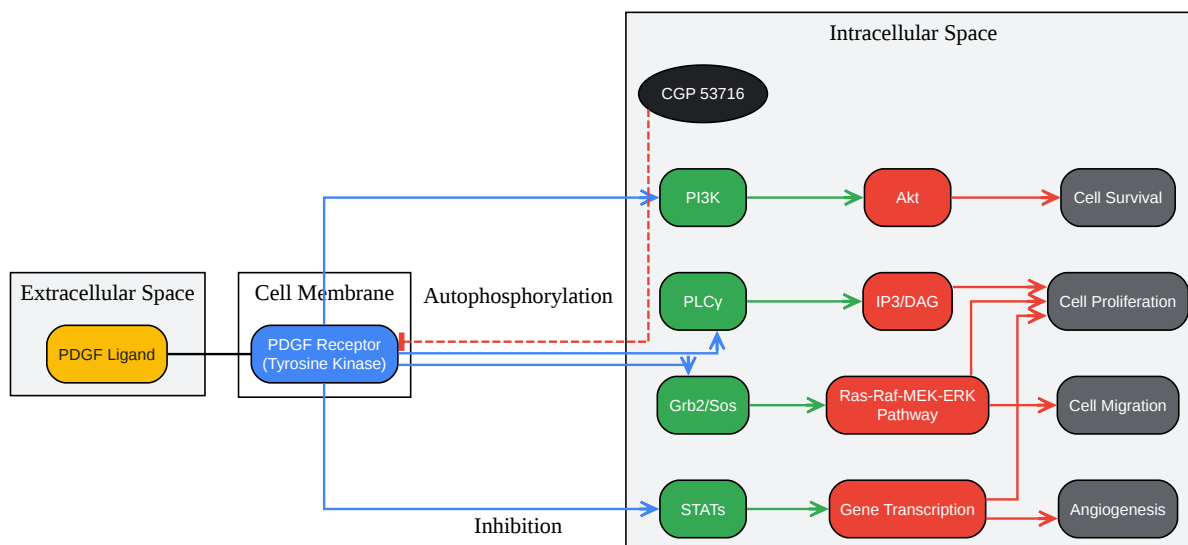 Intracellular Space
CGP 53716
PI3K
Akt
Cell Survival
Extracellular Space
Cell Membrane
Autophosphorylation
PLCγ
IP3/DAG
Cell Proliferation
PDGF Ligand
PDGF Receptor
(Tyrosine Kinase)
Grb2/Sos
Ras-Raf-MEK-ERK
Pathway
Cell Migration
STATs
Gene Transcription
Angiogenesis
Inhibition